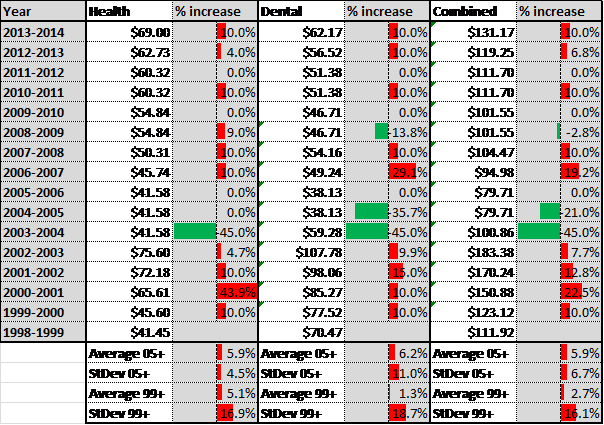 Year Health % increase Dental % increase Combined % increase
2013-2014 $69.00 10.0% $62.17 10.0% $131.17 10.0%
2012-2013 $62.73 4.0% $56.52 10.0% $119.25 6.8%
2011-2012 $60.32 0.0% $51.38 0.0% $111.70 0.0%
2010-2011 $60.32 10.0% $51.38 10.0% $111.70 10.0%
2009-2010 $54.84 0.0% $46.71 0.0% $101.55 0.0%
2008-2009 $54.84 9.0% $46.71 -13.8% $101.55 -2.8%
2007-2008 $50.31 10.0% $54.16 10.0% $104.47 10.0%
2006-2007 $45.74 10.0% $49.24 29.1% $94.98 19.2%
2005-2006 $41.58 0.0% $38.13 0.0% $79.71 0.0%
2004-2005 $41.58 0.0% $38.13 -35.7% $79.71 -21.0%
2003-2004 $41.58 -45.0% $59.28 -45.0% $100.86 -45.0%
2002-2003 $75.60 4.7% $107.78 9.9% $183.38 7.7%
2001-2002 $72.18 10.0% $98.06 15.0% $170.24 12.8%
2000-2001 $65.61 43.9% $85.27 10.0% $150.88 22.5%
1999-2000 $45.60 10.0% $77.52 10.0% $123.12 10.0%
1998-1999 $41.45 $70.47 $111.92
Average 05+ 5.9% Average 05+ 6.2% Average 05+ 5.9%
StDev 05+ 4.5% StDev 05+ 11.0% StDev 05+ 6.7%
Average 99+ 5.1% Average 99+ 1.3% Average 99+ 2.7%
StDev 99+ 16.9% StDev 99+ 18.7% StDev 99+ 16.1%